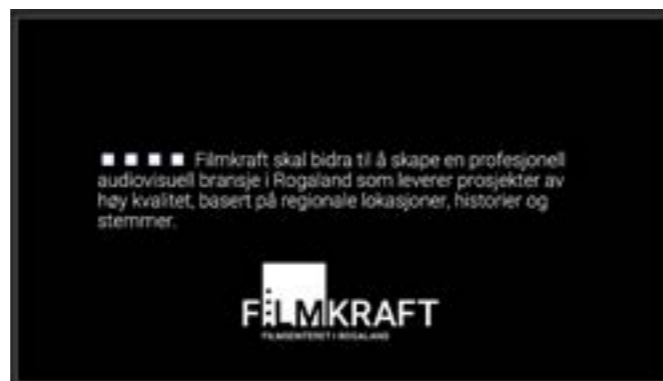 Filmkraft skal bidra til å skape en profesjonell
audiovisuell bransje i Rogaland som leverer prosjekter av
høy kvalitet, basert på regionale lokasjoner, historier og
stemmer.
FILMKRAFT
FILMSENTERET I ROGALAND